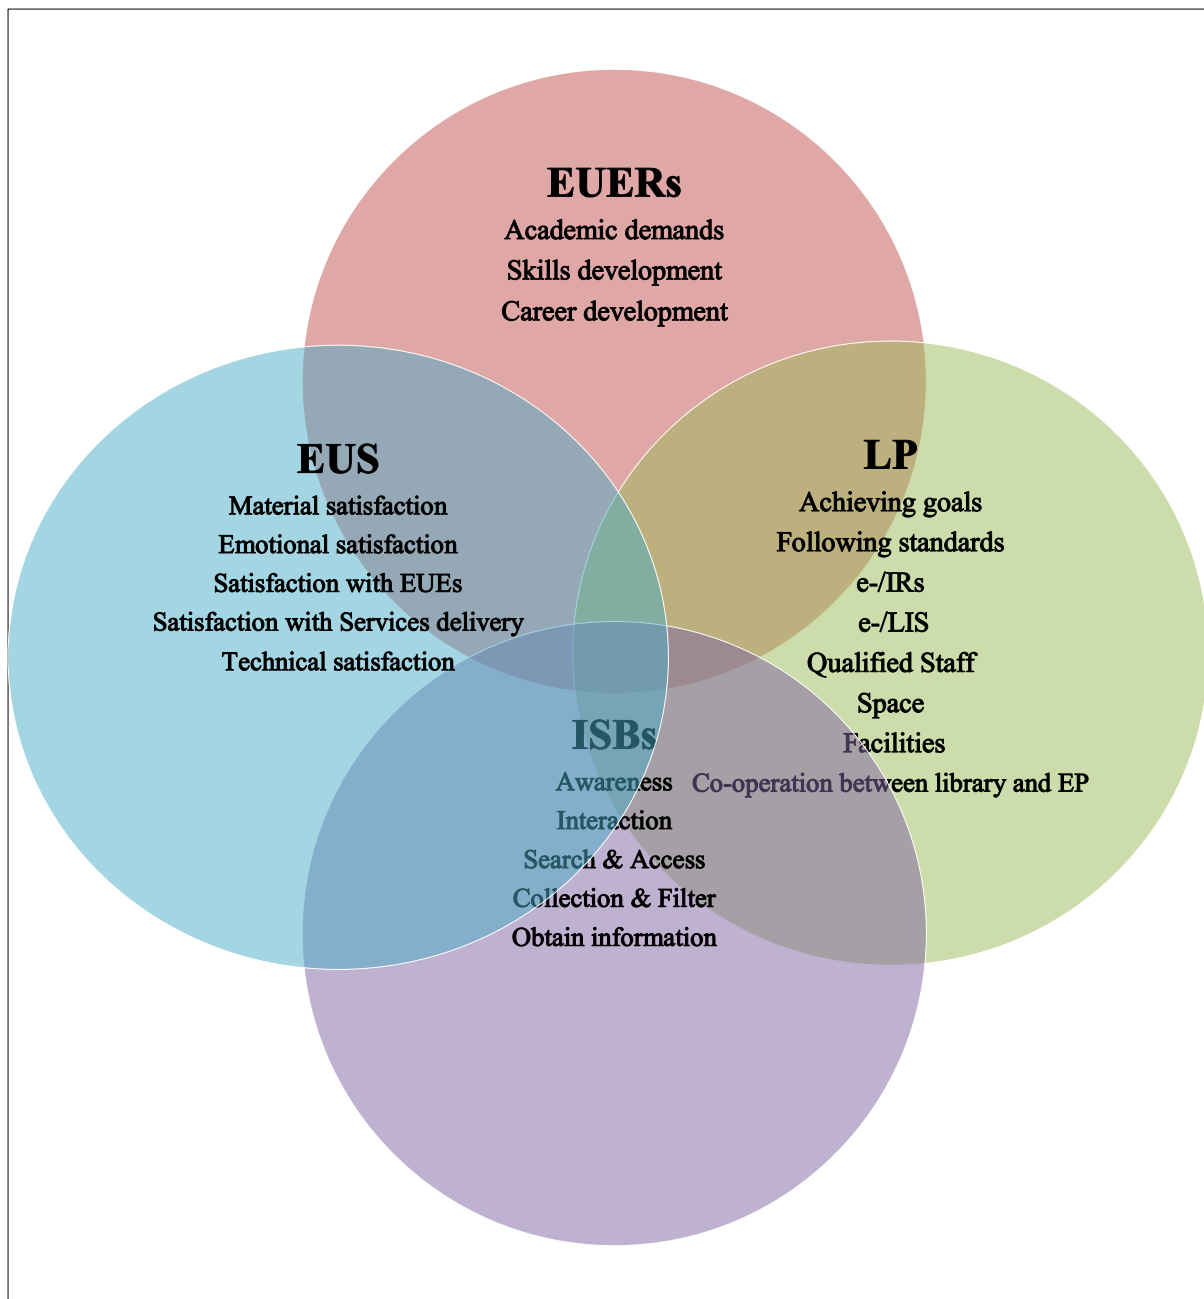 EUERs
Academic demands
Skills development
Career development
EUS
Material satisfaction
Emotional satisfaction
Satisfaction with EUEs
Satisfaction with Services delivery
Technical satisfaction
LP
Achieving goals
Following standards
e-/IRs
e-/LIS
Qualified Staff
Space
Facilities
Co-operation between library and EP
ISBs
Awareness
Interaction
Search & Access
Collection & Filter
Obtain information